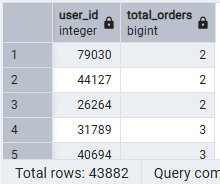 user_id total_orders
integer bigint
1 79030 2
2 44127 2
3 26264 2
4 31789 3
5 40694 3
Total rows: 43882 Query com